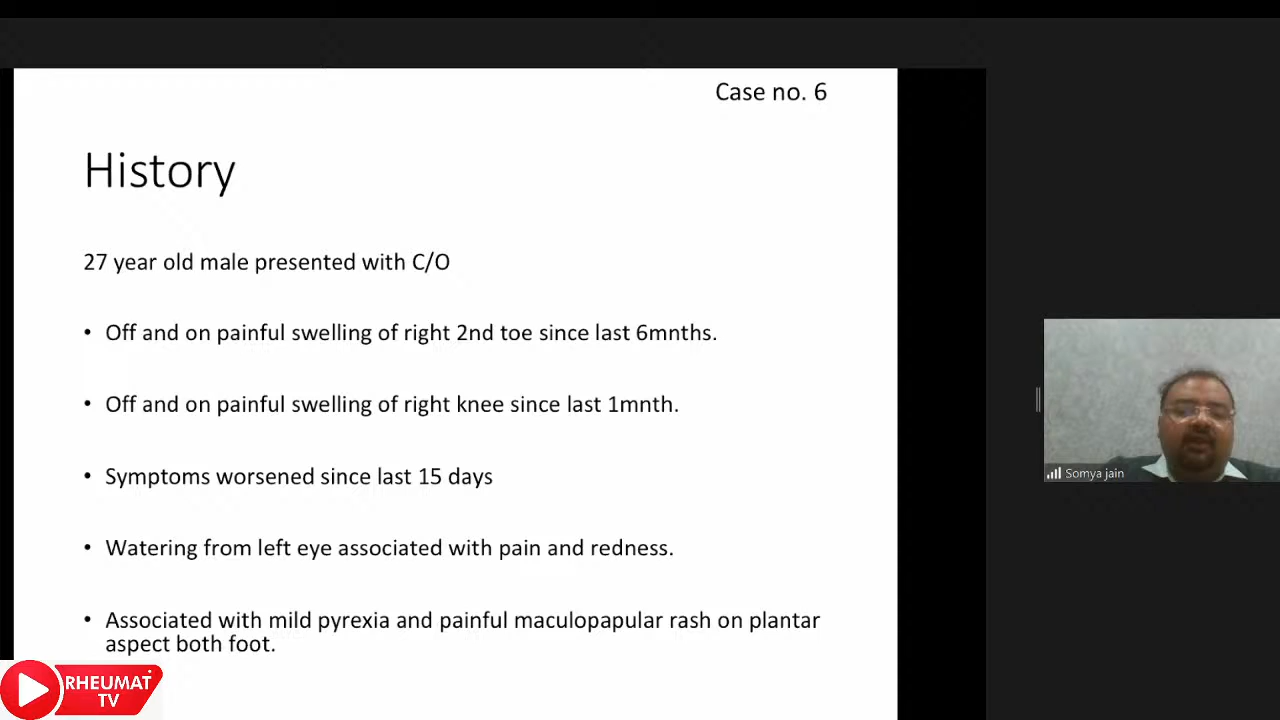 Case no. 6
History
27 year old male presented with C/O
• Off and on painful swelling of right 2nd toe since last 6mnths.
• Off and on painful swelling of right knee since last 1mnth.
• Symptoms worsened since last 15 days
• Watering from left eye associated with pain and redness.
• Associated with mild pyrexia and painful maculopapular rash on plantar
aspect both foot.
Somya jain
RHEUMAT
TV